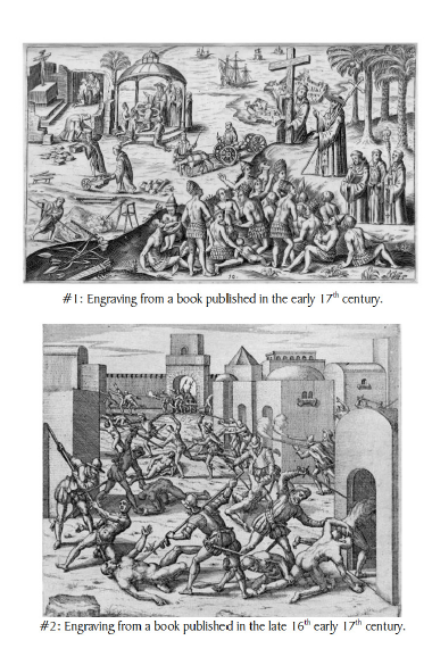 #1: Engraving from a book published in the early 17th century.
#2: Engraving from a book published in the late 16th early 17th century.